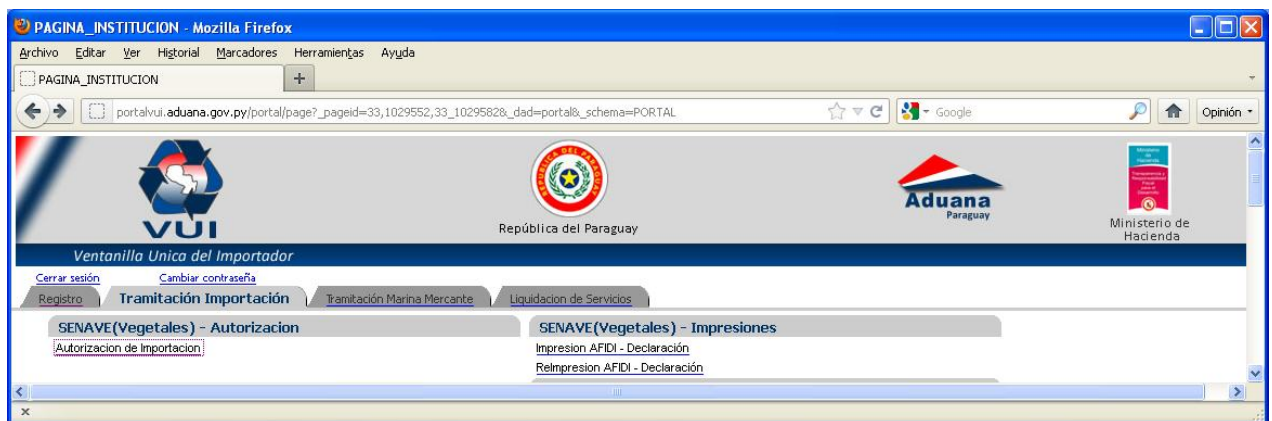 PAGINA_INSTITUCION - Mozilla Firefox
Archivo Editar Ver Historial Marcadores Herramientas Ayuda
PAGINA_INSTITUCION
portalvui.aduana.gov.py/portal/page?_pageid=33,1029552,33_1029582&_dad=portal&_schema=PORTAL Google Opinión
VUI
República del Paraguay
Aduana
Paraguay
Ministerio de
Hacienda
Ventanilla Unica del Importador
Cerrar sesión Cambiar contraseña
Registro Tramitación Importación Tramitación Marina Mercante Liquidacion de Servicios
SENAVE(Vegetales) - Autorizacion SENAVE(Vegetales) - Impresiones
Autorizacion de Importacion Impresion AFIDI - Declaración
ReImpresion AFIDI - Declaración